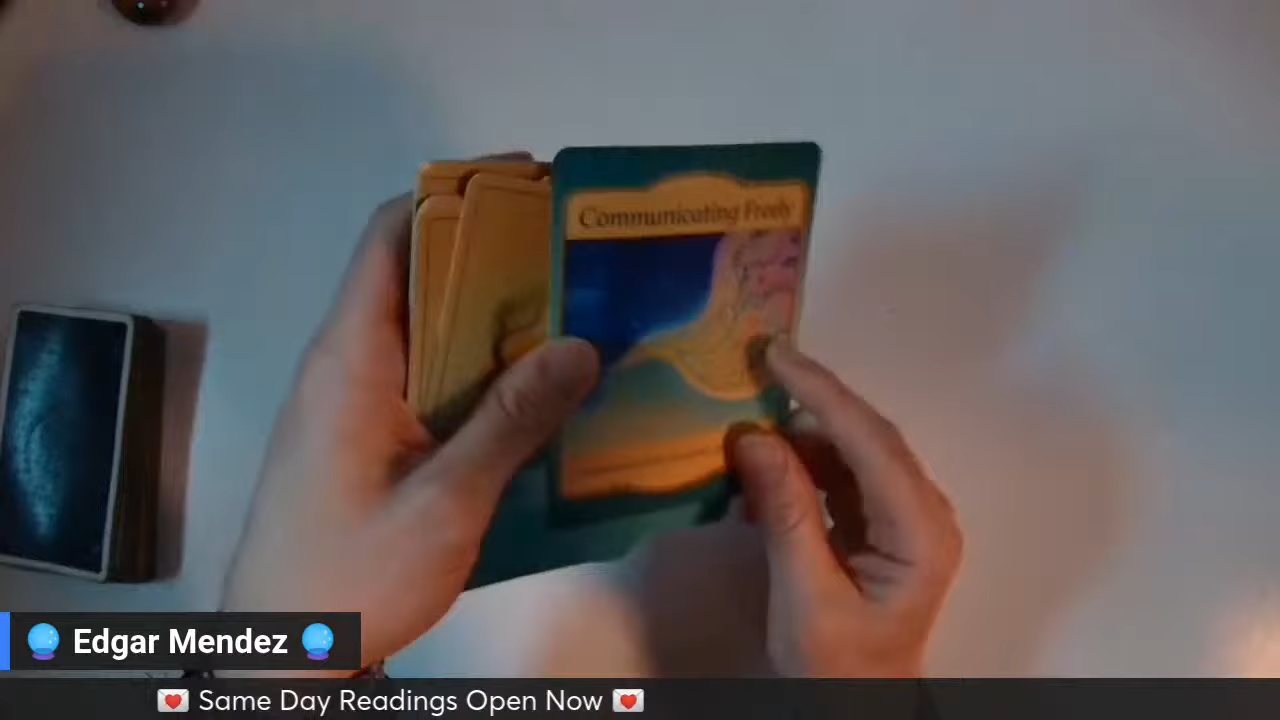 Communicating Freely
🔮 Edgar Mendez 🔮
💌 Same Day Readings Open Now 💌